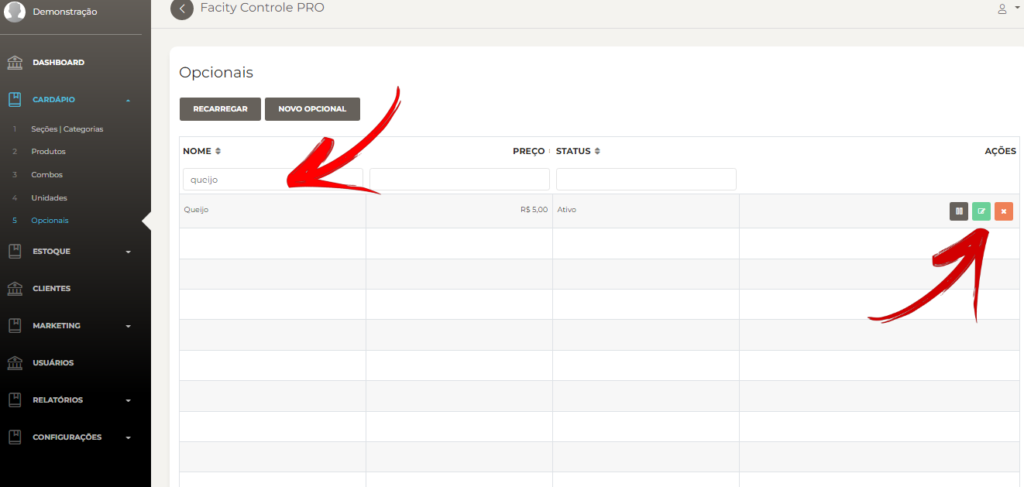 Demonstração
Facity Controle PRO
DASHBOARD
CARDÁPIO
1 Seções | Categorias
2 Produtos
3 Combos
4 Unidades
5 Opcionais
ESTOQUE
CLIENTES
MARKETING
USUÁRIOS
RELATÓRIOS
CONFIGURAÇÕES
Opcionais
RECARREGAR NOVO OPCIONAL
NOME PREÇO STATUS AÇÕES
queijo
Queijo R$ 5,00 Ativo